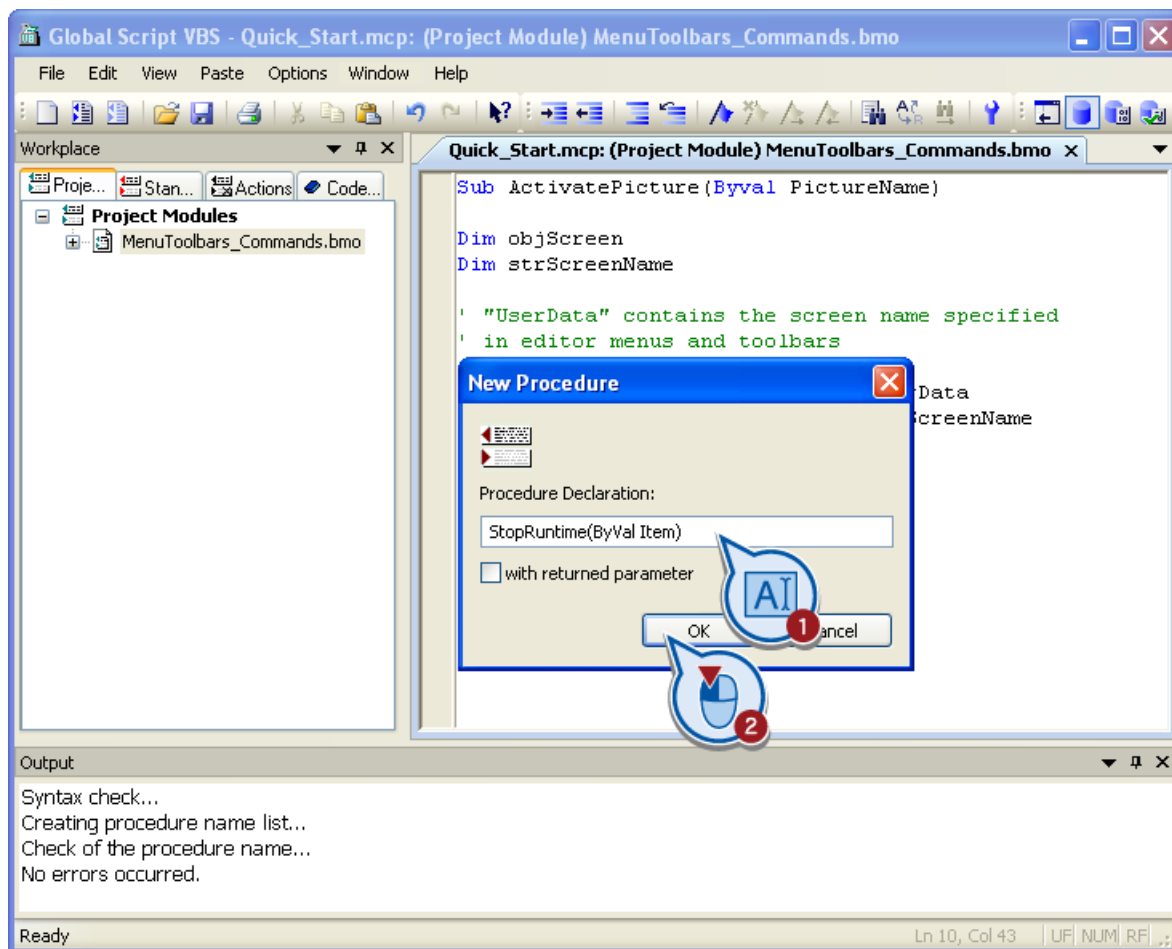 Global Script VBS - Quick_Start.mcp: (Project Module) MenuToolbars_Commands.bmo
File Edit View Paste Options Window Help
Workplace
Proje... Stan... Actions Code...
Project Modules
MenuToolbars_Commands.bmo
Quick_Start.mcp: (Project Module) MenuToolbars_Commands.bmo
Sub ActivatePicture(Byval PictureName)
Dim objScreen
Dim strScreenName
' "UserData" contains the screen name specified
' in editor menus and toolbars
Data
creenName
New Procedure
Procedure Declaration:
StopRuntime(ByVal Item)
with returned parameter
AI
1
OK
ancel
2
Output
Syntax check...
Creating procedure name list...
Check of the procedure name...
No errors occurred.
Ready
Ln 10, Col 43 UF NUM RF